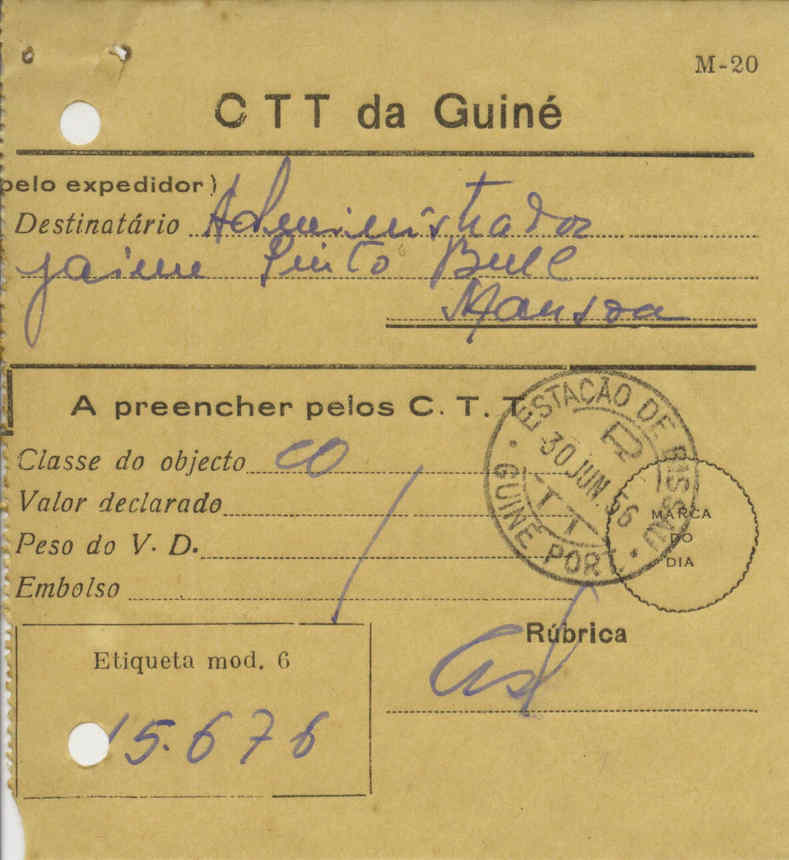 M-20
CTT da Guiné
pelo expedidor)
Destinatário Administrador
Jaime Pinto Bull
Mansoa
A preencher pelos C. T. T.
ESTAÇÃO DE BISSAU
30 JUN. 56
GUINÉ PORT.
Classe do objecto CO
Valor declarado
Peso do V. D.
Embolso
MARCA
DO
DIA
Rúbrica
Etiqueta mod. 6
15.676